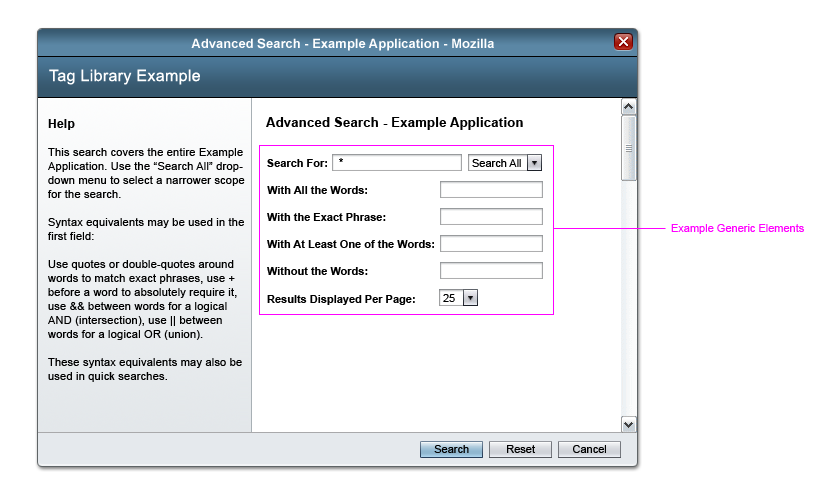 Advanced Search - Example Application - Mozilla
Tag Library Example
Help
This search covers the entire Example
Application. Use the “Search All” drop-
down menu to select a narrower scope
for the search.
Syntax equivalents may be used in the
first field:
Use quotes or double-quotes around
words to match exact phrases, use +
before a word to absolutely require it,
use && between words for a logical
AND (intersection), use || between
words for a logical OR (union).
These syntax equivalents may also be
used in quick searches.
Advanced Search - Example Application
Search For: * Search All
With All the Words:
With the Exact Phrase:
With At Least One of the Words:
Without the Words:
Results Displayed Per Page: 25
Example Generic Elements
Search Reset Cancel